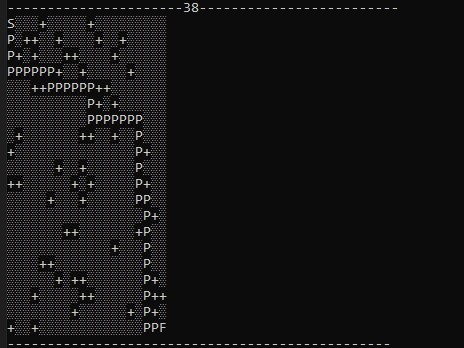 ----------------------38-------------------------
S   +     +
P ++  +    +  +
P+ +   ++    +
PPPPPP+  +     +
   ++PPPPPP++
          P+ +
          PPPPPPP
 +       ++  +  P
+               P+
      +  +      P
++      + +     P+
     +   +      PP
                 P+
       ++       +P
             +   P
    ++           P
      + ++       P+
   +     ++      P++
        +      + P+
+  +             PPF
------------------------------------------------